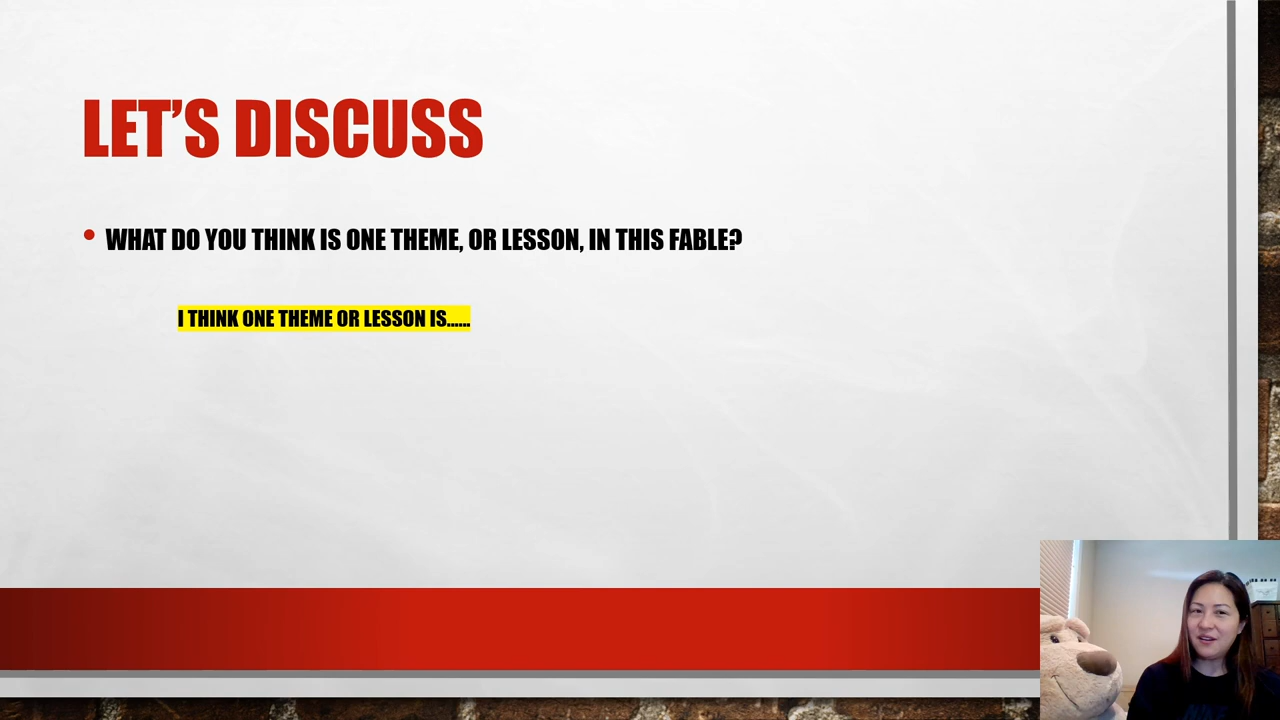 LET'S DISCUSS
• WHAT DO YOU THINK IS ONE THEME, OR LESSON, IN THIS FABLE?
I THINK ONE THEME OR LESSON IS......